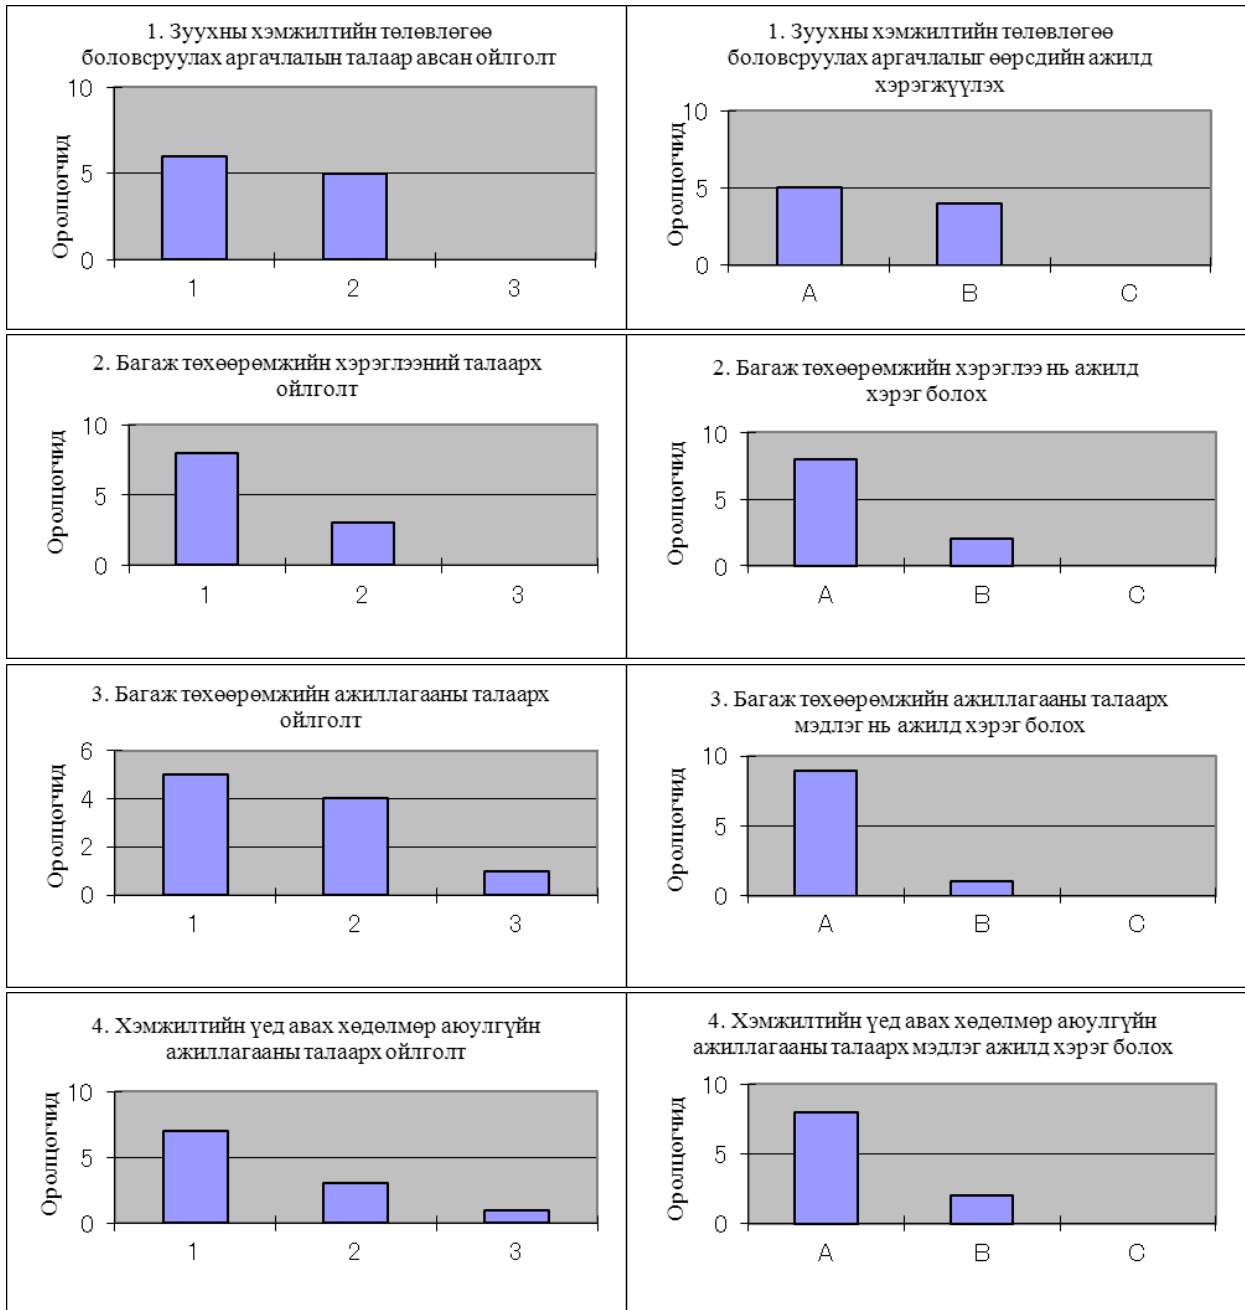 1. Зуухны хэмжилтийн төлөвлөгөө
боловсруулах аргачлалын талаар авсан ойлголт
Оролцогчид
10
5
0
1 2 3
1. Зуухны хэмжилтийн төлөвлөгөө
боловсруулах аргачлалыг өөрсдийн ажилд
хэрэгжүүлэх
Оролцогчид
10
5
0
A B C
2. Багаж төхөөрөмжийн хэрэглээний талаарх
ойлголт
Оролцогчид
10
5
0
1 2 3
2. Багаж төхөөрөмжийн хэрэглээ нь ажилд
хэрэг болох
Оролцогчид
10
5
0
A B C
3. Багаж төхөөрөмжийн ажиллагааны талаарх
ойлголт
Оролцогчид
6
4
2
0
1 2 3
3. Багаж төхөөрөмжийн ажиллагааны талаарх
мэдлэг нь ажилд хэрэг болох
Оролцогчид
10
5
0
A B C
4. Хэмжилтийн үед авах хөдөлмөр аюулгүйн
ажиллагааны талаарх ойлголт
Оролцогчид
10
5
0
1 2 3
4. Хэмжилтийн үед авах хөдөлмөр аюулгүйн
ажиллагааны талаарх мэдлэг ажилд хэрэг болох
Оролцогчид
10
5
0
A B C